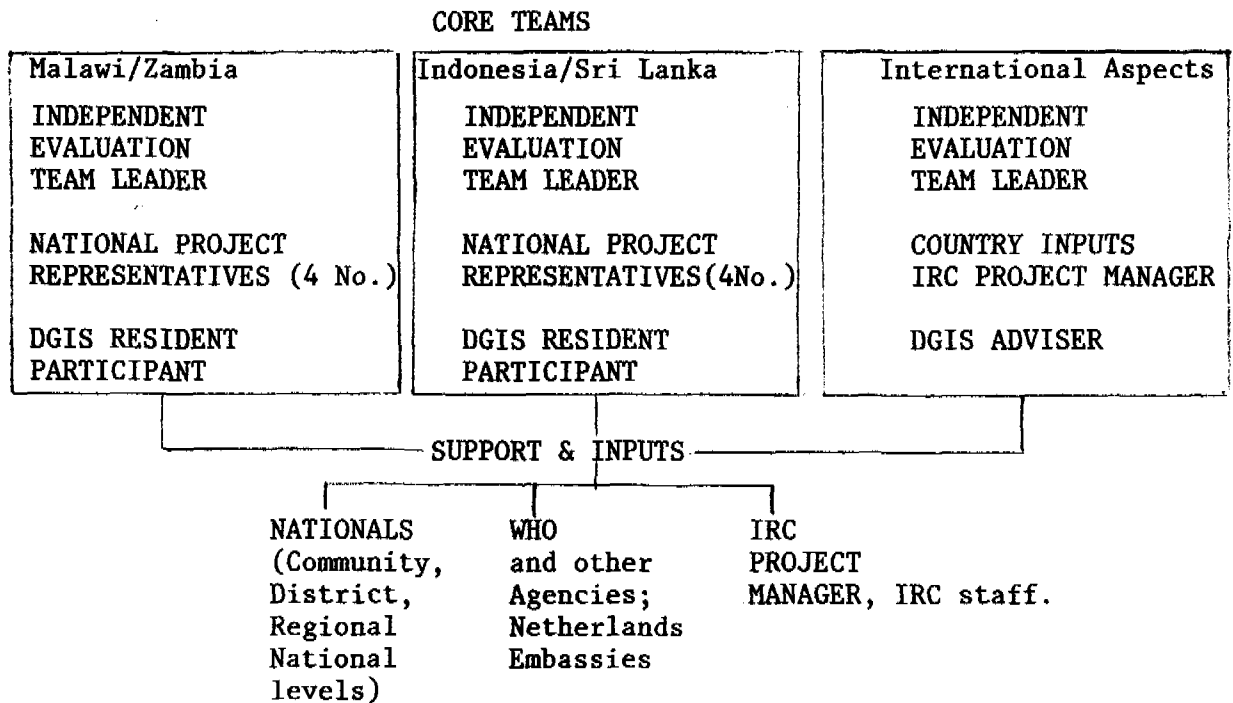 CORE TEAMS
Malawi/Zambia
INDEPENDENT
EVALUATION
TEAM LEADER
NATIONAL PROJECT
REPRESENTATIVES (4 No.)
DGIS RESIDENT
PARTICIPANT
Indonesia/Sri Lanka
INDEPENDENT
EVALUATION
TEAM LEADER
NATIONAL PROJECT
REPRESENTATIVES(4No.)
DGIS RESIDENT
PARTICIPANT
International Aspects
INDEPENDENT
EVALUATION
TEAM LEADER
COUNTRY INPUTS
IRC PROJECT MANAGER
DGIS ADVISER
SUPPORT & INPUTS
NATIONALS
(Community,
District,
Regional
National
levels)
WHO
and other
Agencies;
Netherlands
Embassies
IRC
PROJECT
MANAGER, IRC staff.